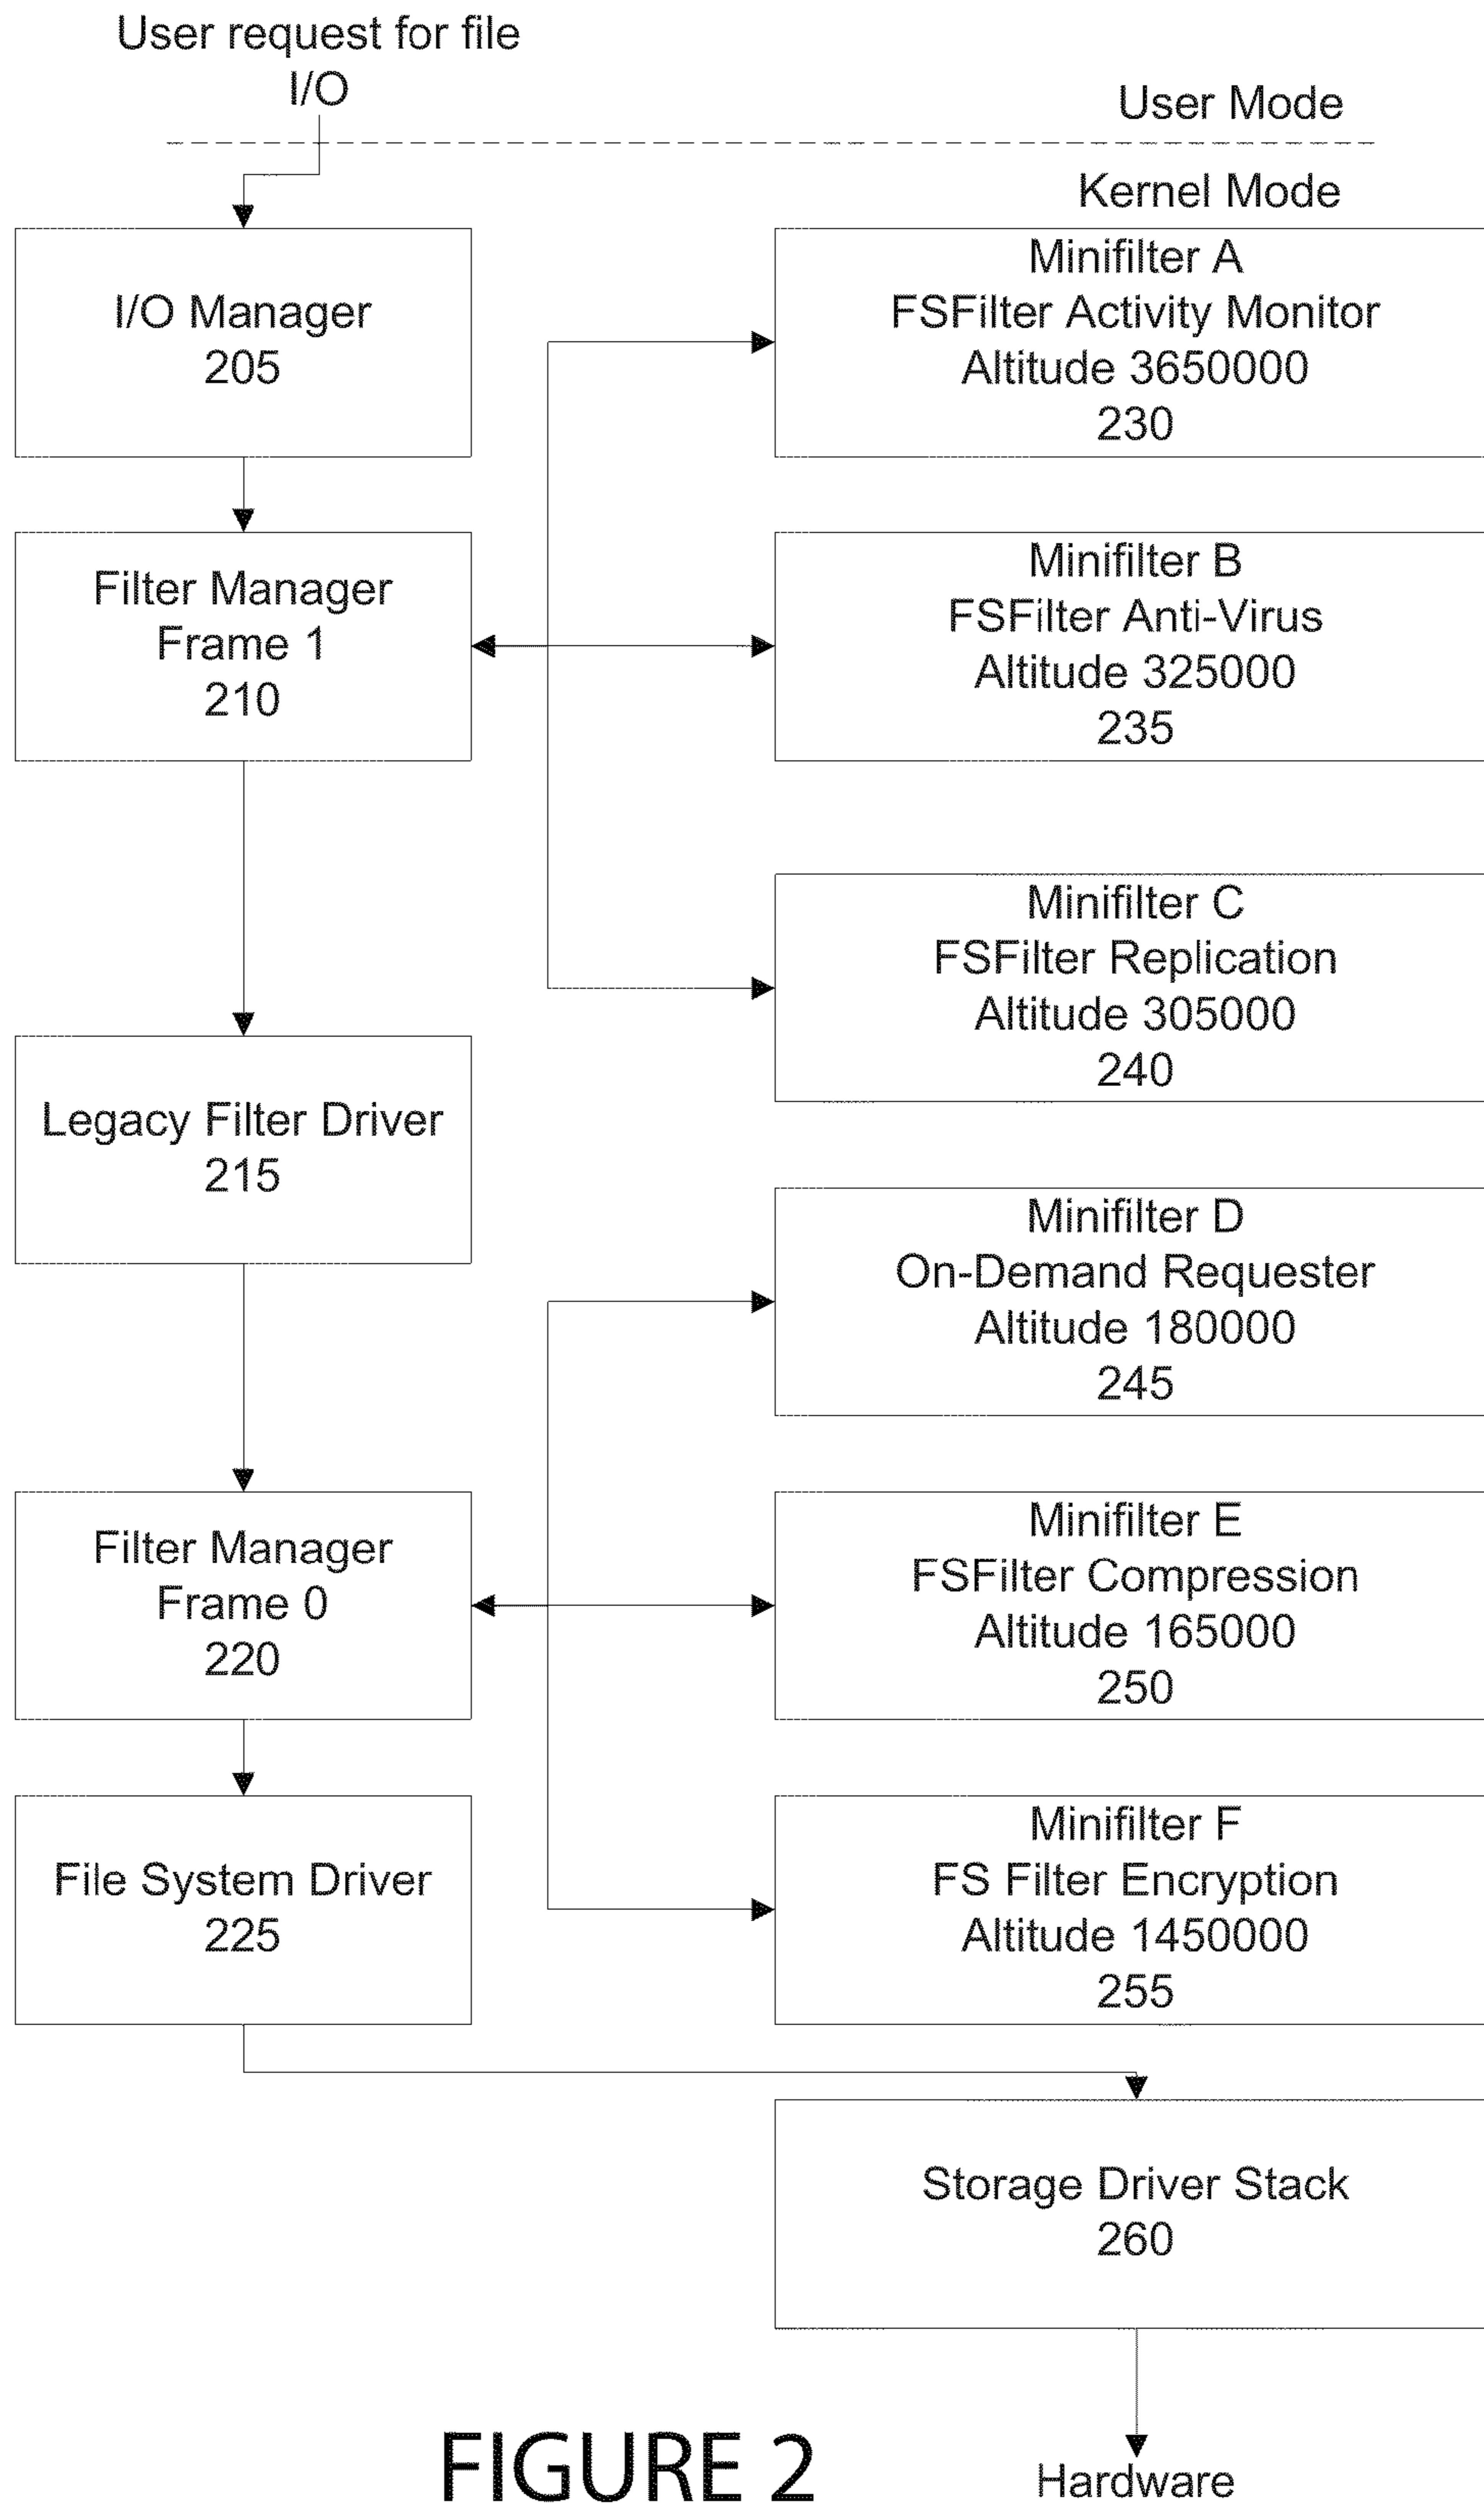 User request for file
I/O
User Mode
Kernel Mode
I/O Manager
205
Minifilter A
FSFilter Activity Monitor
Altitude 3650000
230
Filter Manager
Frame 1
210
Minifilter B
FSFilter Anti-Virus
Altitude 325000
235
Minifilter C
FSFilter Replication
Altitude 305000
240
Legacy Filter Driver
215
Minifilter D
On-Demand Requester
Altitude 180000
245
Filter Manager
Frame 0
220
Minifilter E
FSFilter Compression
Altitude 165000
250
File System Driver
225
Minifilter F
FS Filter Encryption
Altitude 1450000
255
Storage Driver Stack
260
Hardware
FIGURE 2